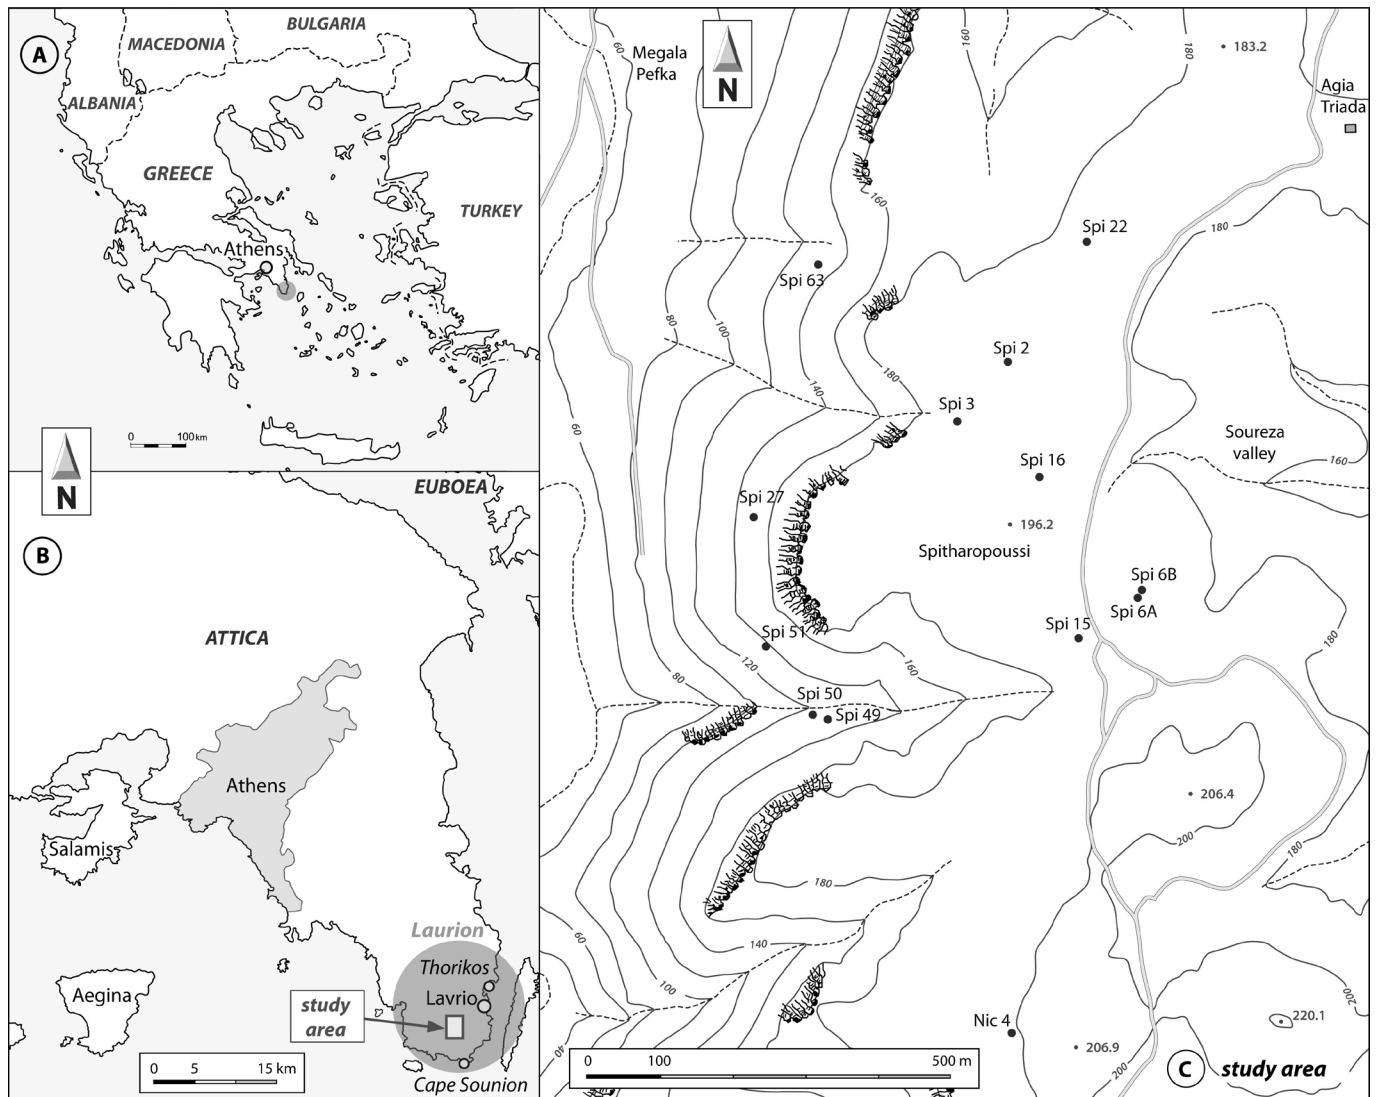 A
MACEDONIA
BULGARIA
ALBANIA
GREECE
TURKEY
Athens
0 100 km
N
B
EUBOEA
ATTICA
Athens
Salamis
Aegina
Laurion
Thorikos
Lavrio
study
area
Cape Sounion
0 5 15 km
60
Megala
Pefka
N
160
180
183.2
Agia
Triada
160
Spi 22
180
Spi 63
80
100
Spi 2
180
140
Spi 3
60
Soureza
valley
Spi 16
160
Spi 27
196.2
Spitharopoussi
Spi 6B
Spi 6A
Spi 15
Spi 51
180
120
160
80
Spi 50
Spi 49
206.4
200
180
180
60
140
100
200
Nic 4
220.1
206.9
40
200
0 100 500 m
C
study area